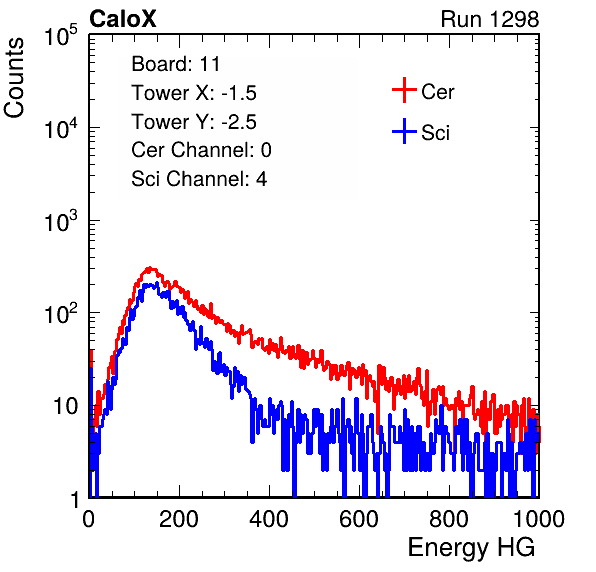 CaloX Run 1298
Counts
10^5
10^4
10^3
10^2
10
1
Board: 11
Tower X: -1.5
Tower Y: -2.5
Cer Channel: 0
Sci Channel: 4
Cer
Sci
0 200 400 600 800 1000
Energy HG